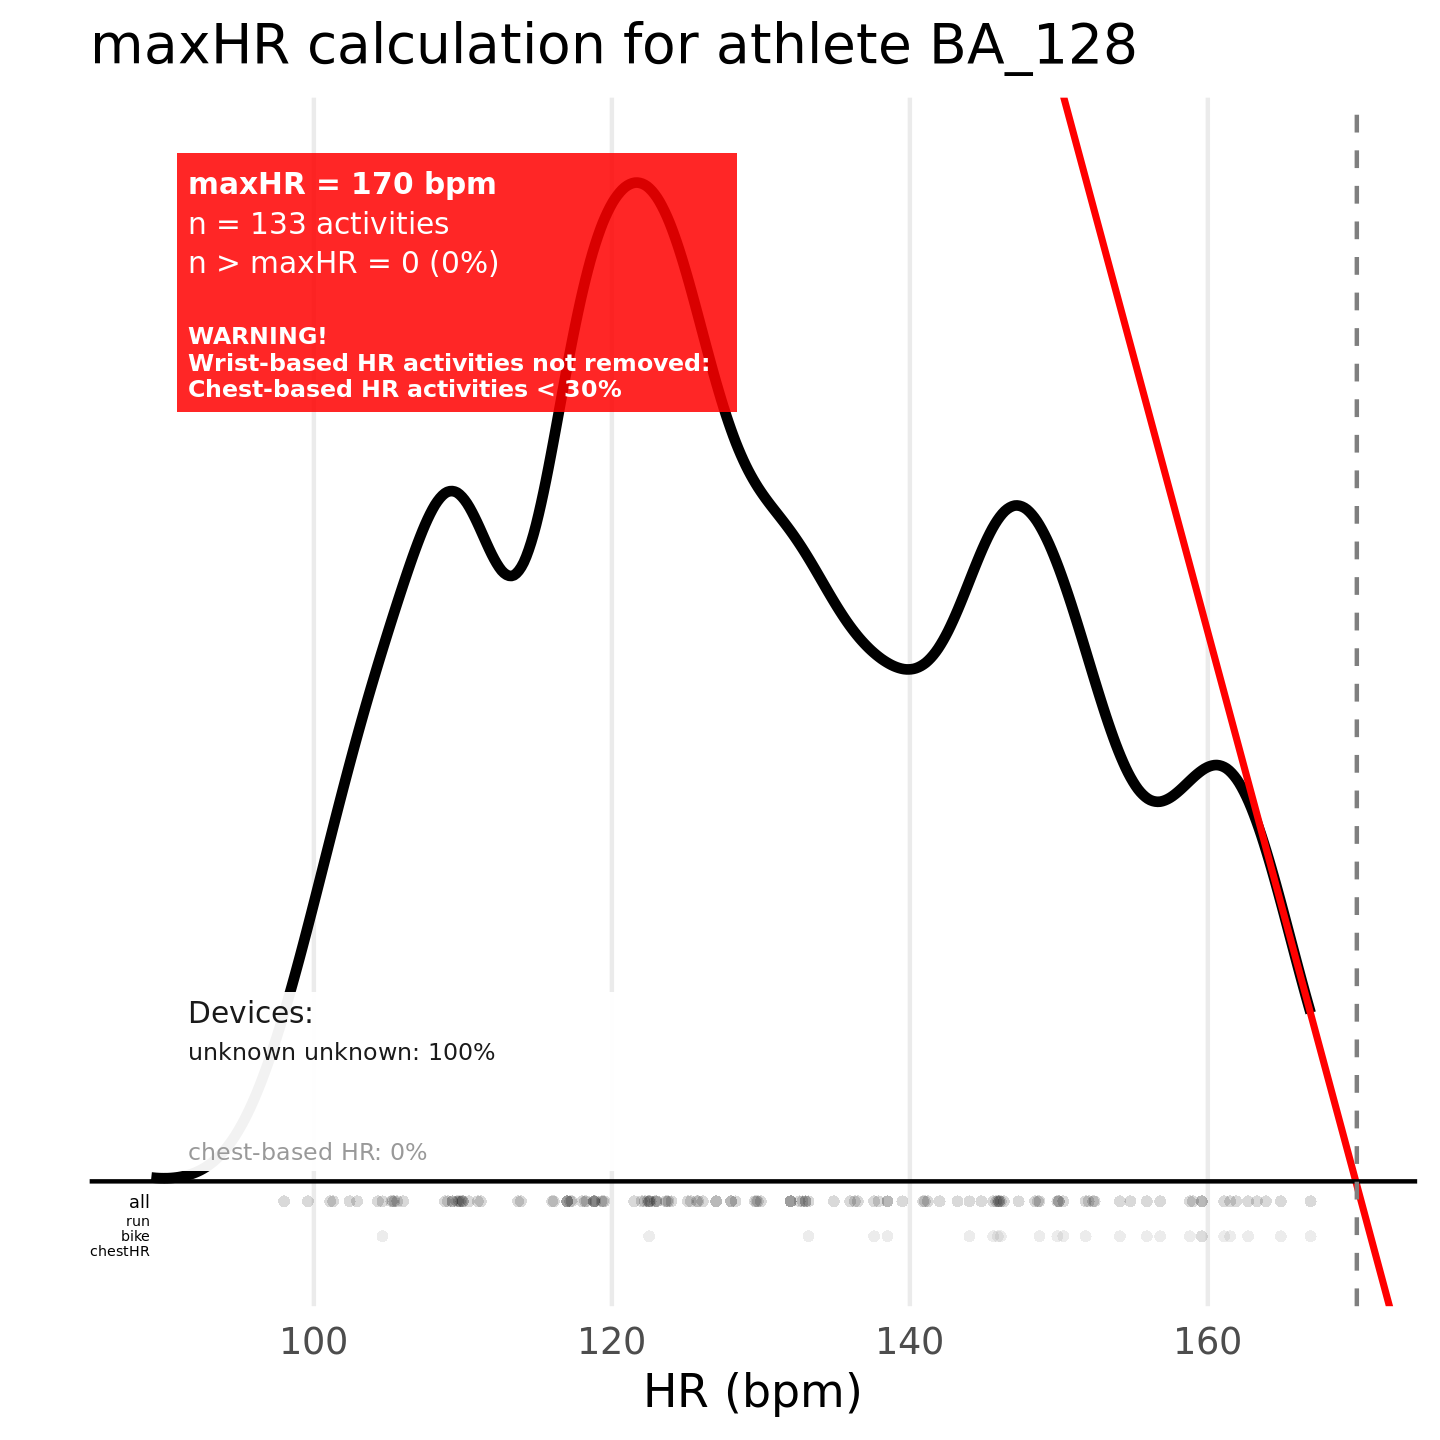 maxHR calculation for athlete BA_128
maxHR = 170 bpm
n = 133 activities
n > maxHR = 0 (0%)
WARNING!
Wrist-based HR activities not removed:
Chest-based HR activities < 30%
Devices:
unknown unknown: 100%
chest-based HR: 0%
all
run
bike
chestHR
100 120 140 160
HR (bpm)